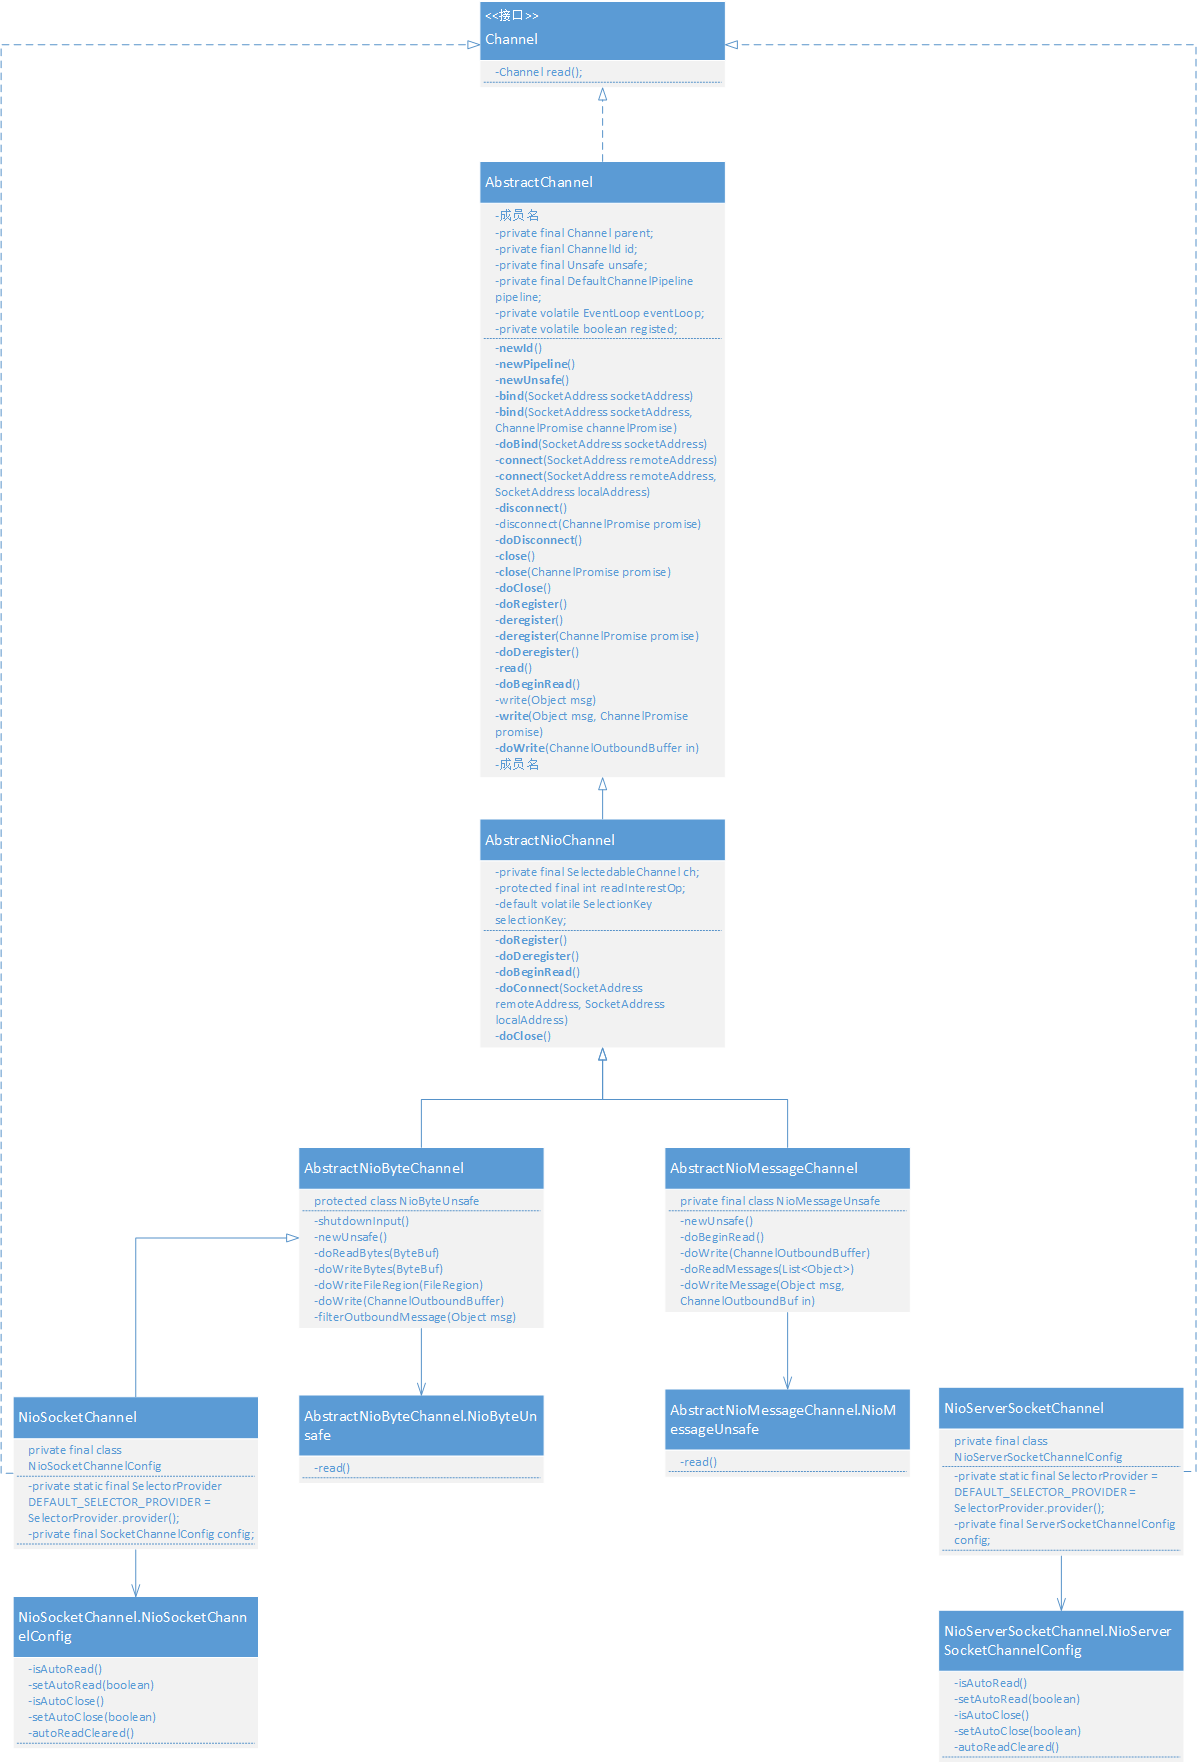 <<接口>>
Channel
-Channel read();
AbstractChannel
-成员名
-private final Channel parent;
-private fianl ChannelId id;
-private final Unsafe unsafe;
-private final DefaultChannelPipeline
pipeline;
-private volatile EventLoop eventLoop;
-private volatile boolean registed;
-newId()
-newPipeline()
-newUnsafe()
-bind(SocketAddress socketAddress)
-bind(SocketAddress socketAddress,
ChannelPromise channelPromise)
-doBind(SocketAddress socketAddress)
-connect(SocketAddress remoteAddress)
-connect(SocketAddress remoteAddress,
SocketAddress localAddress)
-disconnect()
-disconnect(ChannelPromise promise)
-doDisconnect()
-close()
-close(ChannelPromise promise)
-doClose()
-doRegister()
-deregister()
-deregister(ChannelPromise promise)
-doDeregister()
-read()
-doBeginRead()
-write(Object msg)
-write(Object msg, ChannelPromise
promise)
-doWrite(ChannelOutboundBuffer in)
-成员名
AbstractNioChannel
-private final SelectedableChannel ch;
-protected final int readInterestOp;
-default volatile SelectionKey
selectionKey;
-doRegister()
-doDeregister()
-doBeginRead()
-doConnect(SocketAddress
remoteAddress, SocketAddress
localAddress)
-doClose()
AbstractNioByteChannel
protected class NioByteUnsafe
-shutdownInput()
-newUnsafe()
-doReadBytes(ByteBuf)
-doWriteBytes(ByteBuf)
-doWriteFileRegion(FileRegion)
-doWrite(ChannelOutboundBuffer)
-filterOutboundMessage(Object msg)
AbstractNioMessageChannel
private final class NioMessageUnsafe
-newUnsafe()
-doBeginRead()
-doWrite(ChannelOutboundBuffer)
-doReadMessages(List<Object>)
-doWriteMessage(Object msg,
ChannelOutboundBuf in)
NioSocketChannel
private final class
NioSocketChannelConfig
-private static final SelectorProvider
DEFAULT_SELECTOR_PROVIDER =
SelectorProvider.provider();
-private final SocketChannelConfig config;
AbstractNioByteChannel.NioByteUn
safe
-read()
AbstractNioMessageChannel.NioM
essageUnsafe
-read()
NioServerSocketChannel
private final class
NioServerSocketChannelConfig
-private static final SelectorProvider =
DEFAULT_SELECTOR_PROVIDER =
SelectorProvider.provider();
-private final ServerSocketChannelConfig
config;
NioSocketChannel.NioSocketChann
elConfig
-isAutoRead()
-setAutoRead(boolean)
-isAutoClose()
-setAutoClose(boolean)
-autoReadCleared()
NioServerSocketChannel.NioServer
SocketChannelConfig
-isAutoRead()
-setAutoRead(boolean)
-isAutoClose()
-setAutoClose(boolean)
-autoReadCleared()